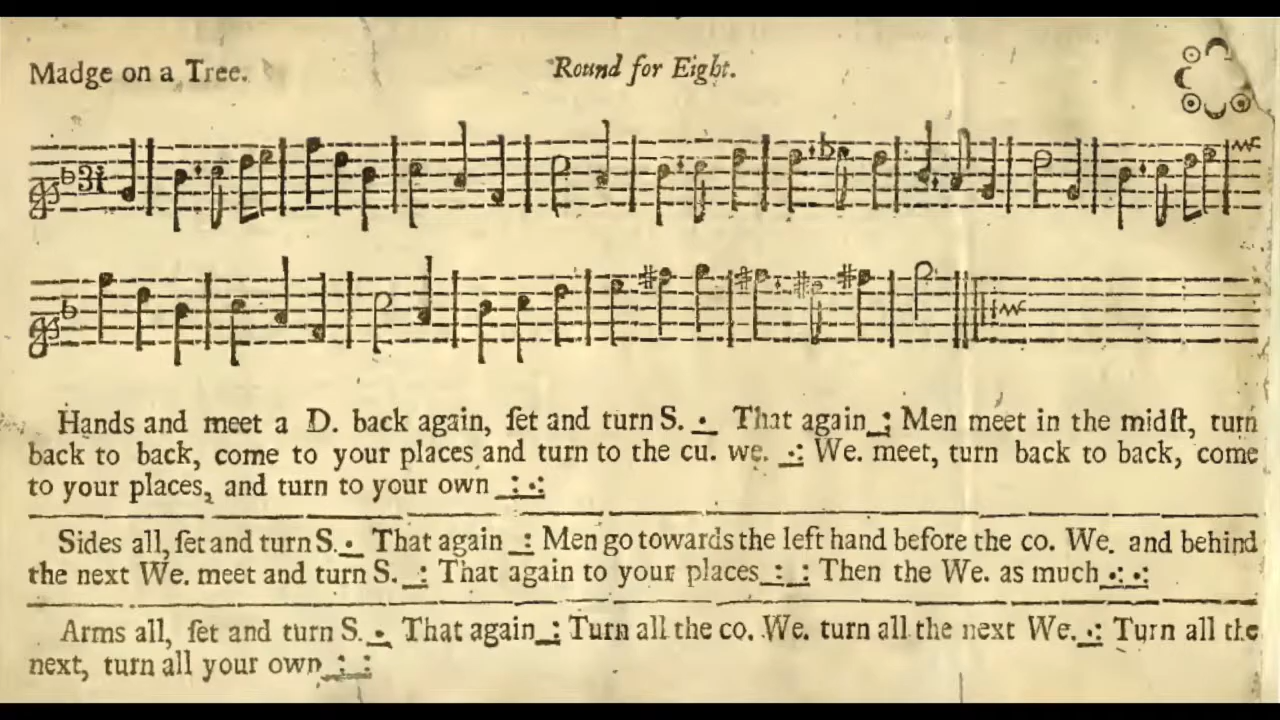 Madge on a Tree.
Round for Eight.
Hands and meet a D. back again, ſet and turn S. That again Men meet in the midſt, turn
back to back, come to your places and turn to the cu. we. We. meet, turn back to back, come
to your places, and turn to your own
Sides all, ſet and turn S. That again Men go towards the left hand before the co. We. and behind
the next We. meet and turn S. That again to your places Then the We. as much
Arms all, ſet and turn S. That again Turn all the co. We. turn all the next We. Turn all the
next, turn all your own